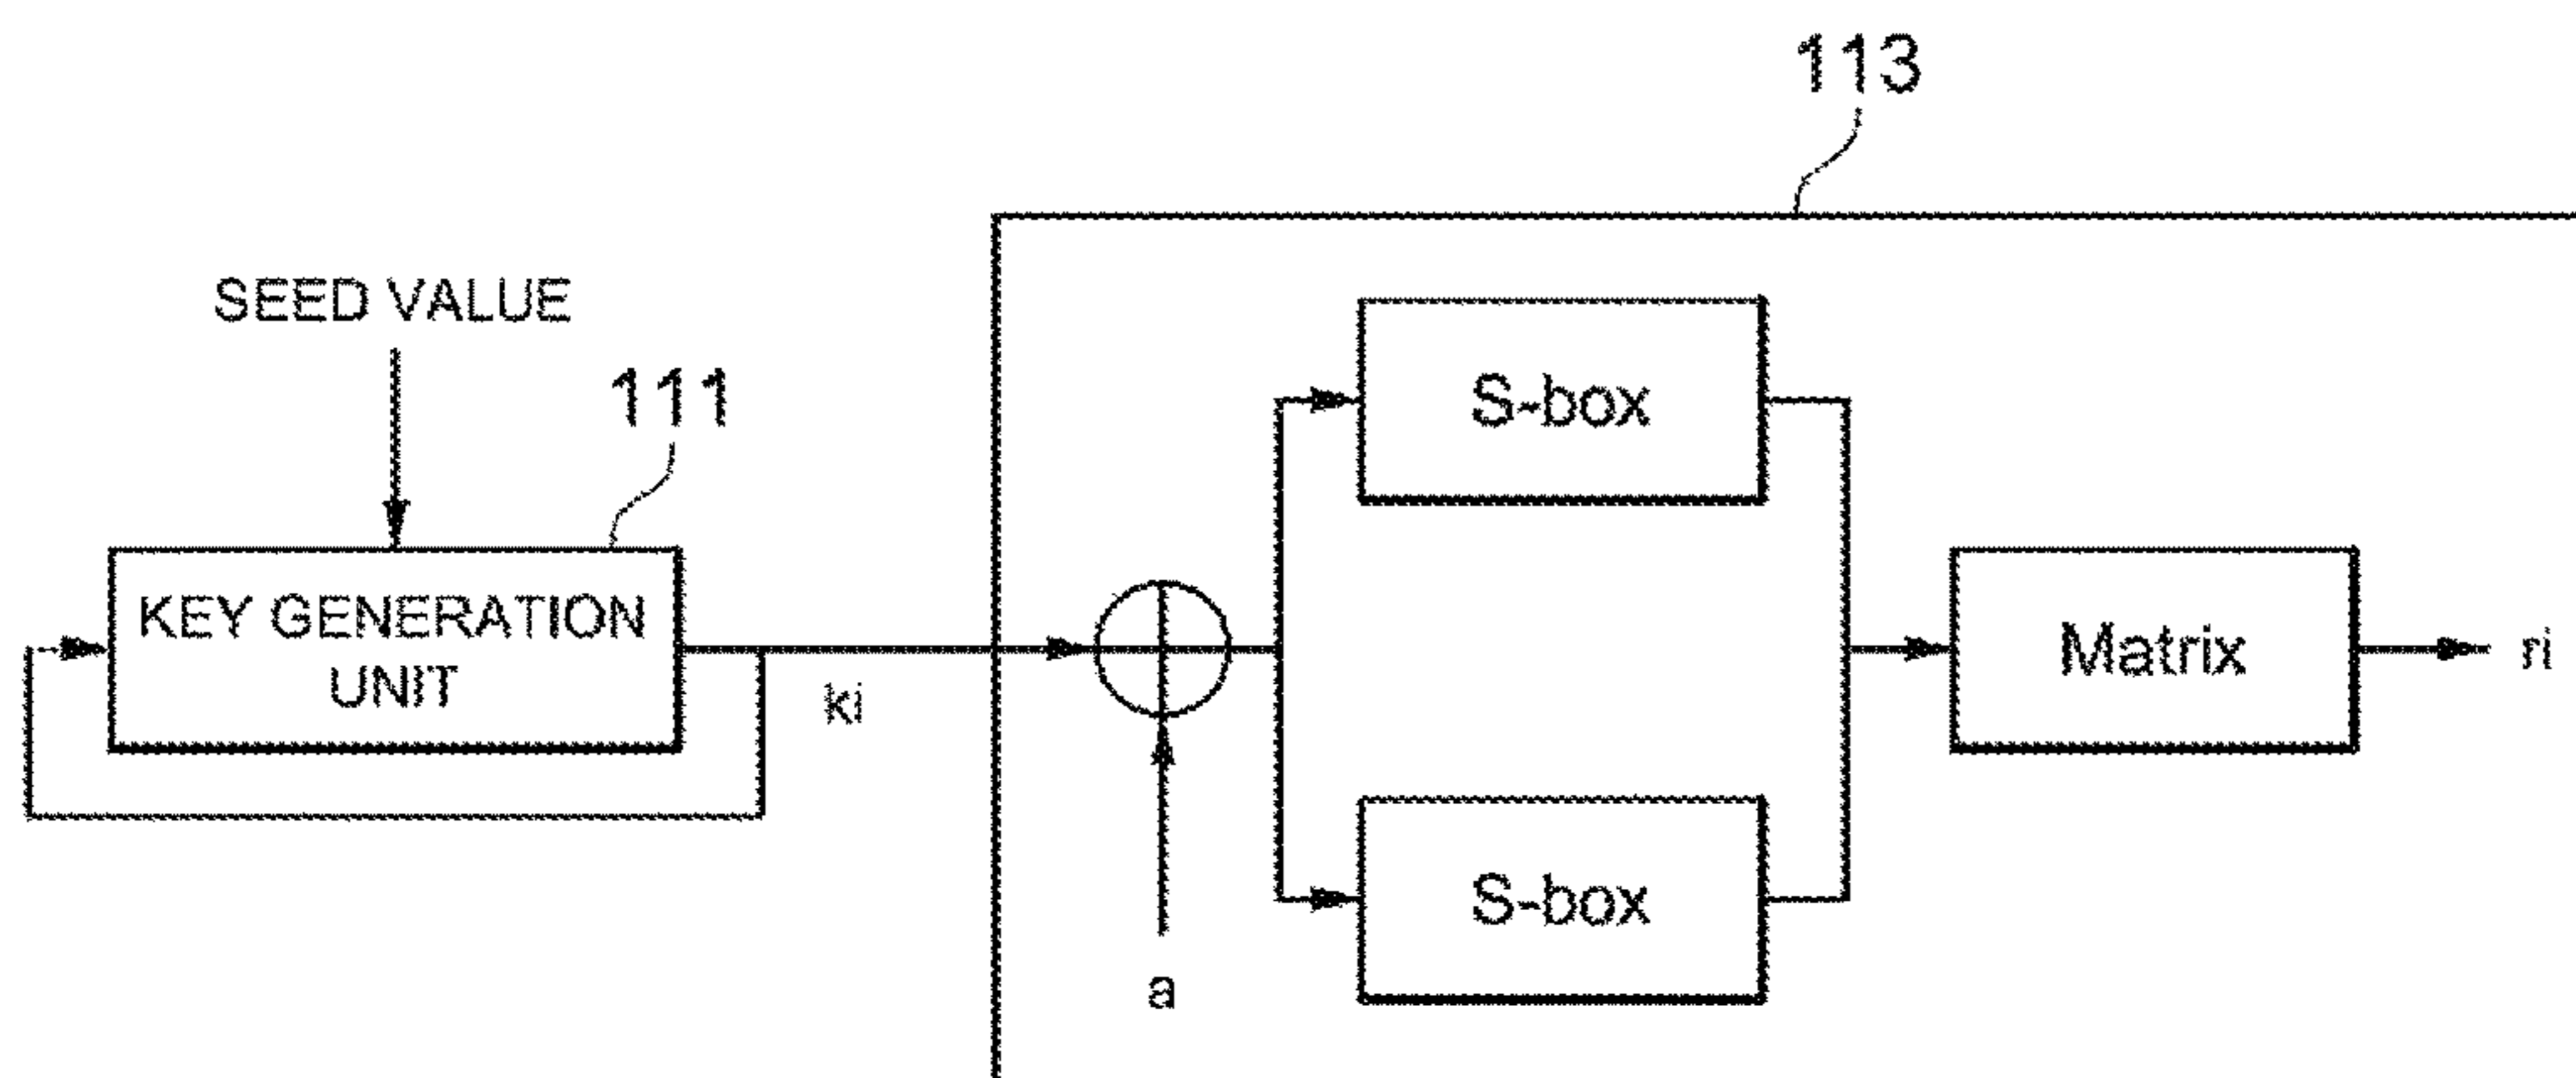 113
SEED VALUE
111
S-box
KEY GENERATION
UNIT
ki
Matrix
ri
S-box
a